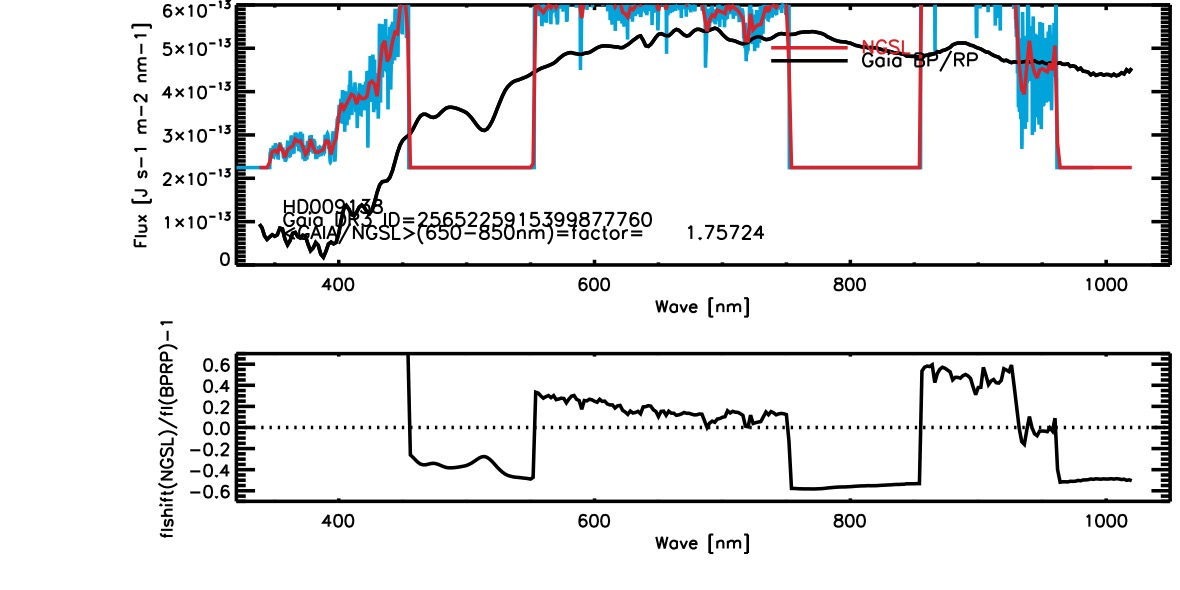 6×10−13
5×10−13
4×10−13
3×10−13
2×10−13
1×10−13
0
Flux [J s−1 m−2 nm−1]
NGSL
Gaia BP/RP
HD009138
Gaia DR3 ID=2565225915399877760
<GAIA/NGSL>(650−850nm)=factor= 1.75724
400 600 800 1000
Wave [nm]
0.6
0.4
0.2
0.0
−0.2
−0.4
−0.6
flshift(NGSL)/fl(BPRP)−1
400 600 800 1000
Wave [nm]